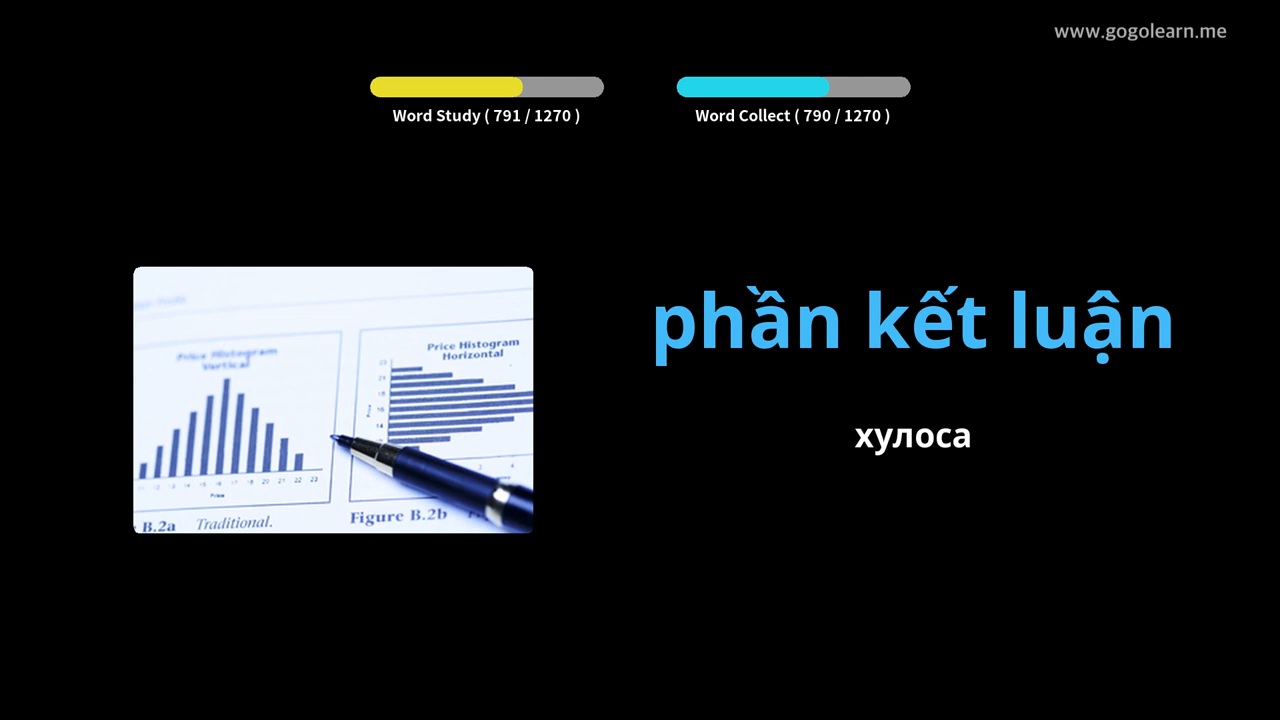 www.gogolearn.me
Word Study ( 791 / 1270 )
Word Collect ( 790 / 1270 )
phần kết luận
хулоса
Price Histogram
Vertical
Price Histogram
Horizontal
Price
B.2a Traditional.
Figure B.2b